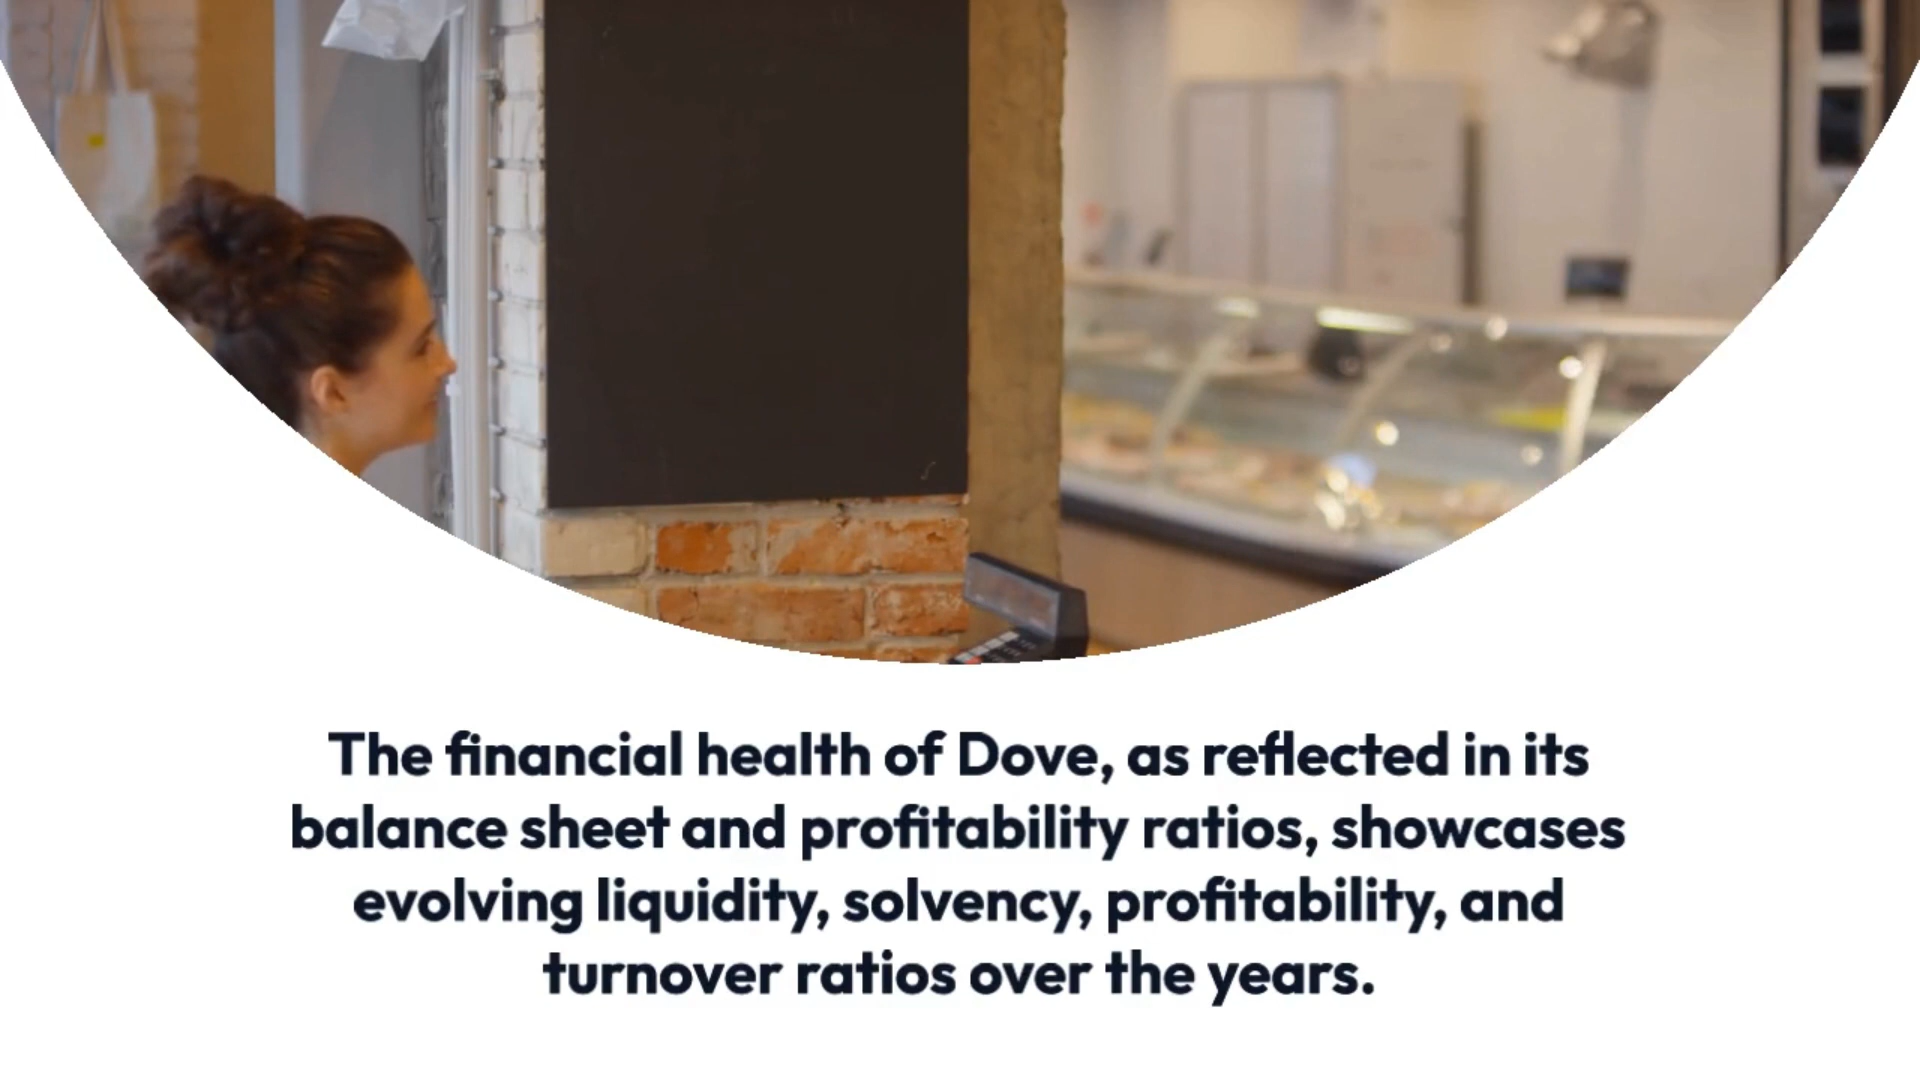 The financial health of Dove, as reflected in its
balance sheet and profitability ratios, showcases
evolving liquidity, solvency, profitability, and
turnover ratios over the years.